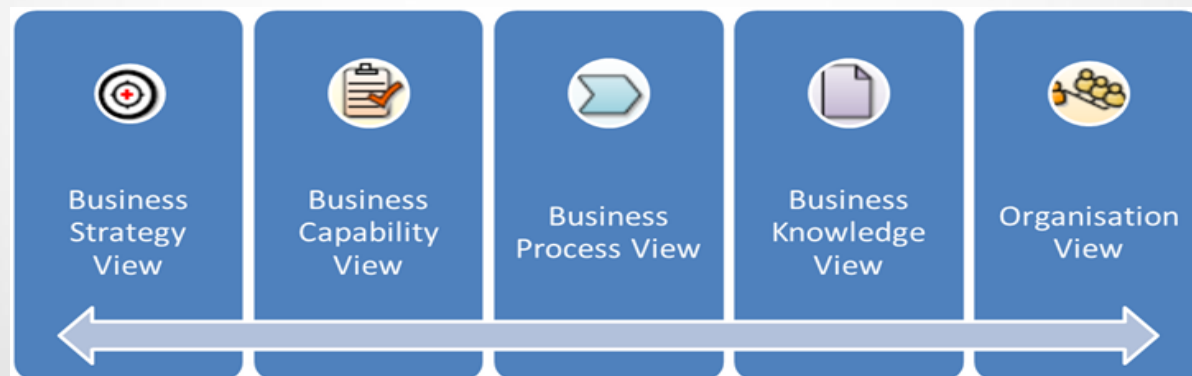 Business
Strategy
View
Business
Capability
View
Business
Process View
Business
Knowledge
View
Organisation
View